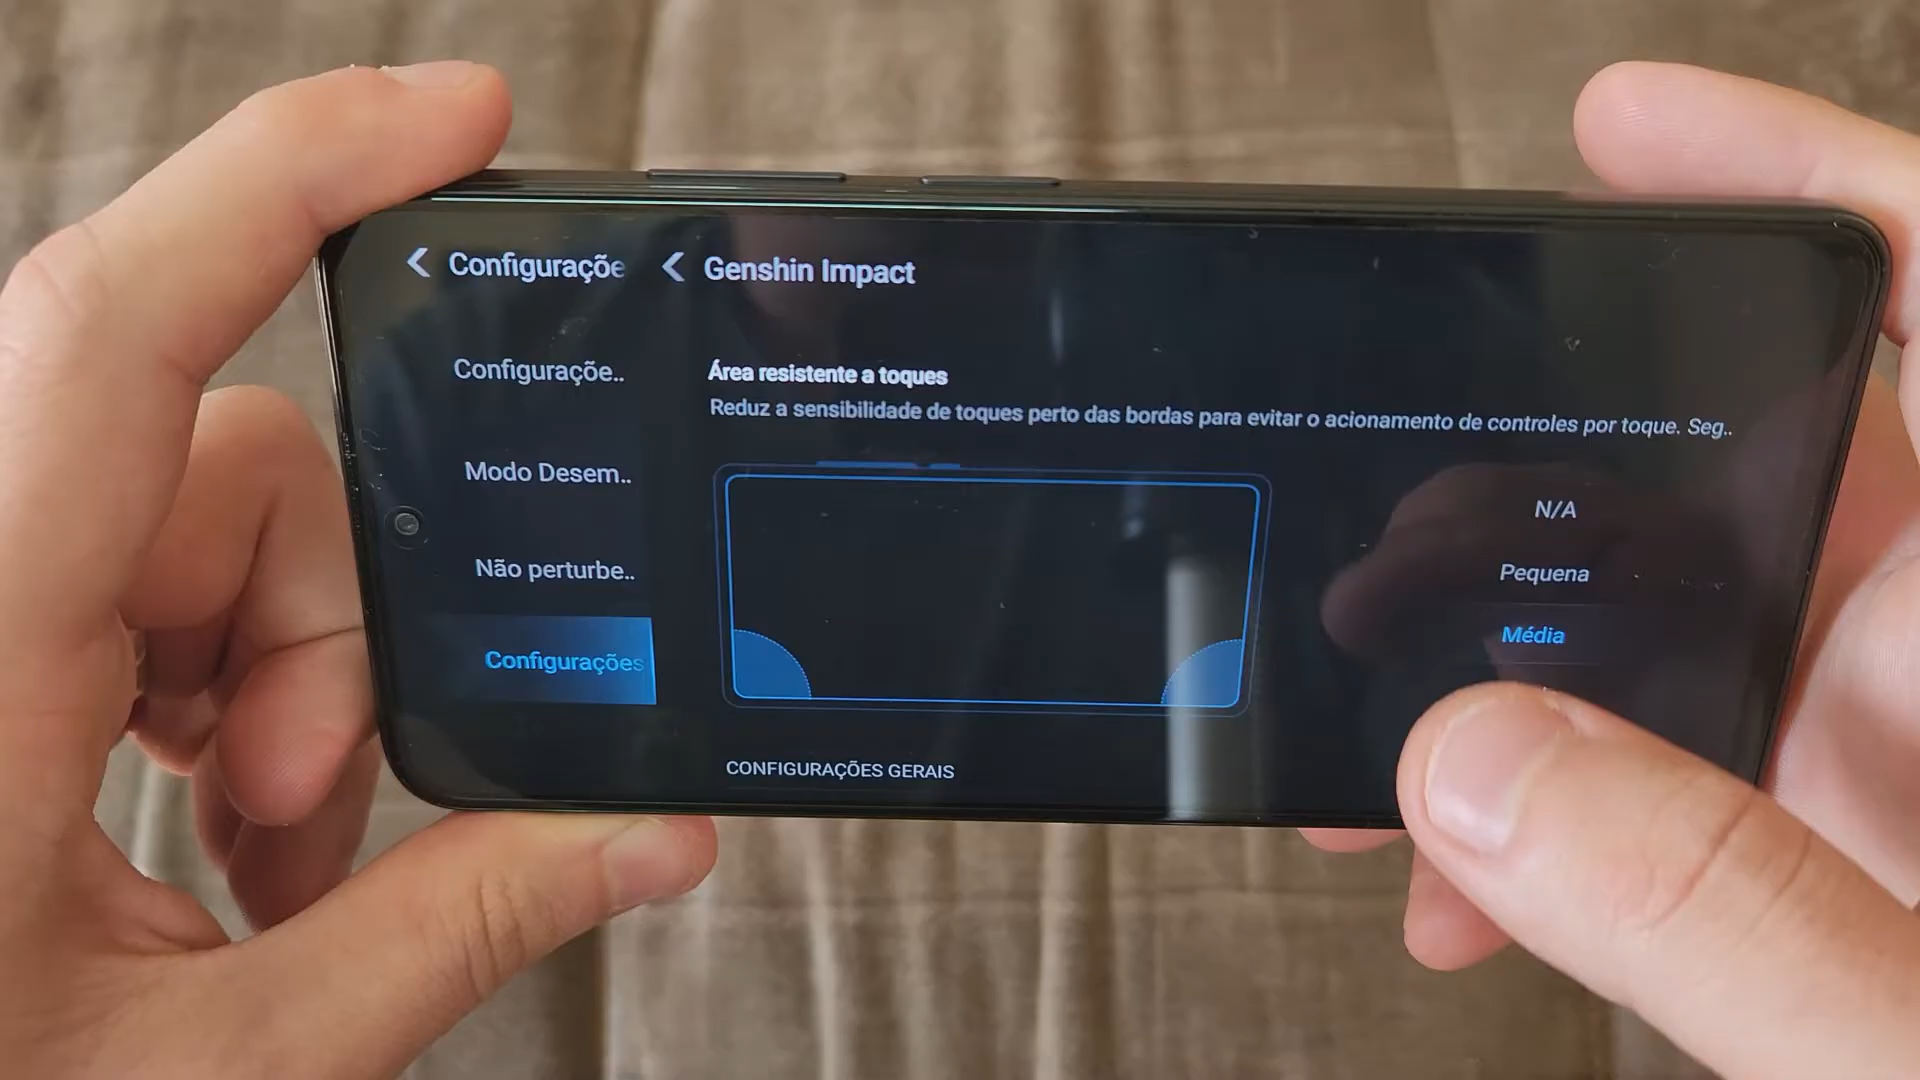 Configuraçõe
Configuraçõe..
Modo Desem..
Não perturbe..
Configurações
Genshin Impact
Área resistente a toques
Reduz a sensibilidade de toques perto das bordas para evitar o acionamento de controles por toque. Seg..
N/A
Pequena
Média
CONFIGURAÇÕES GERAIS